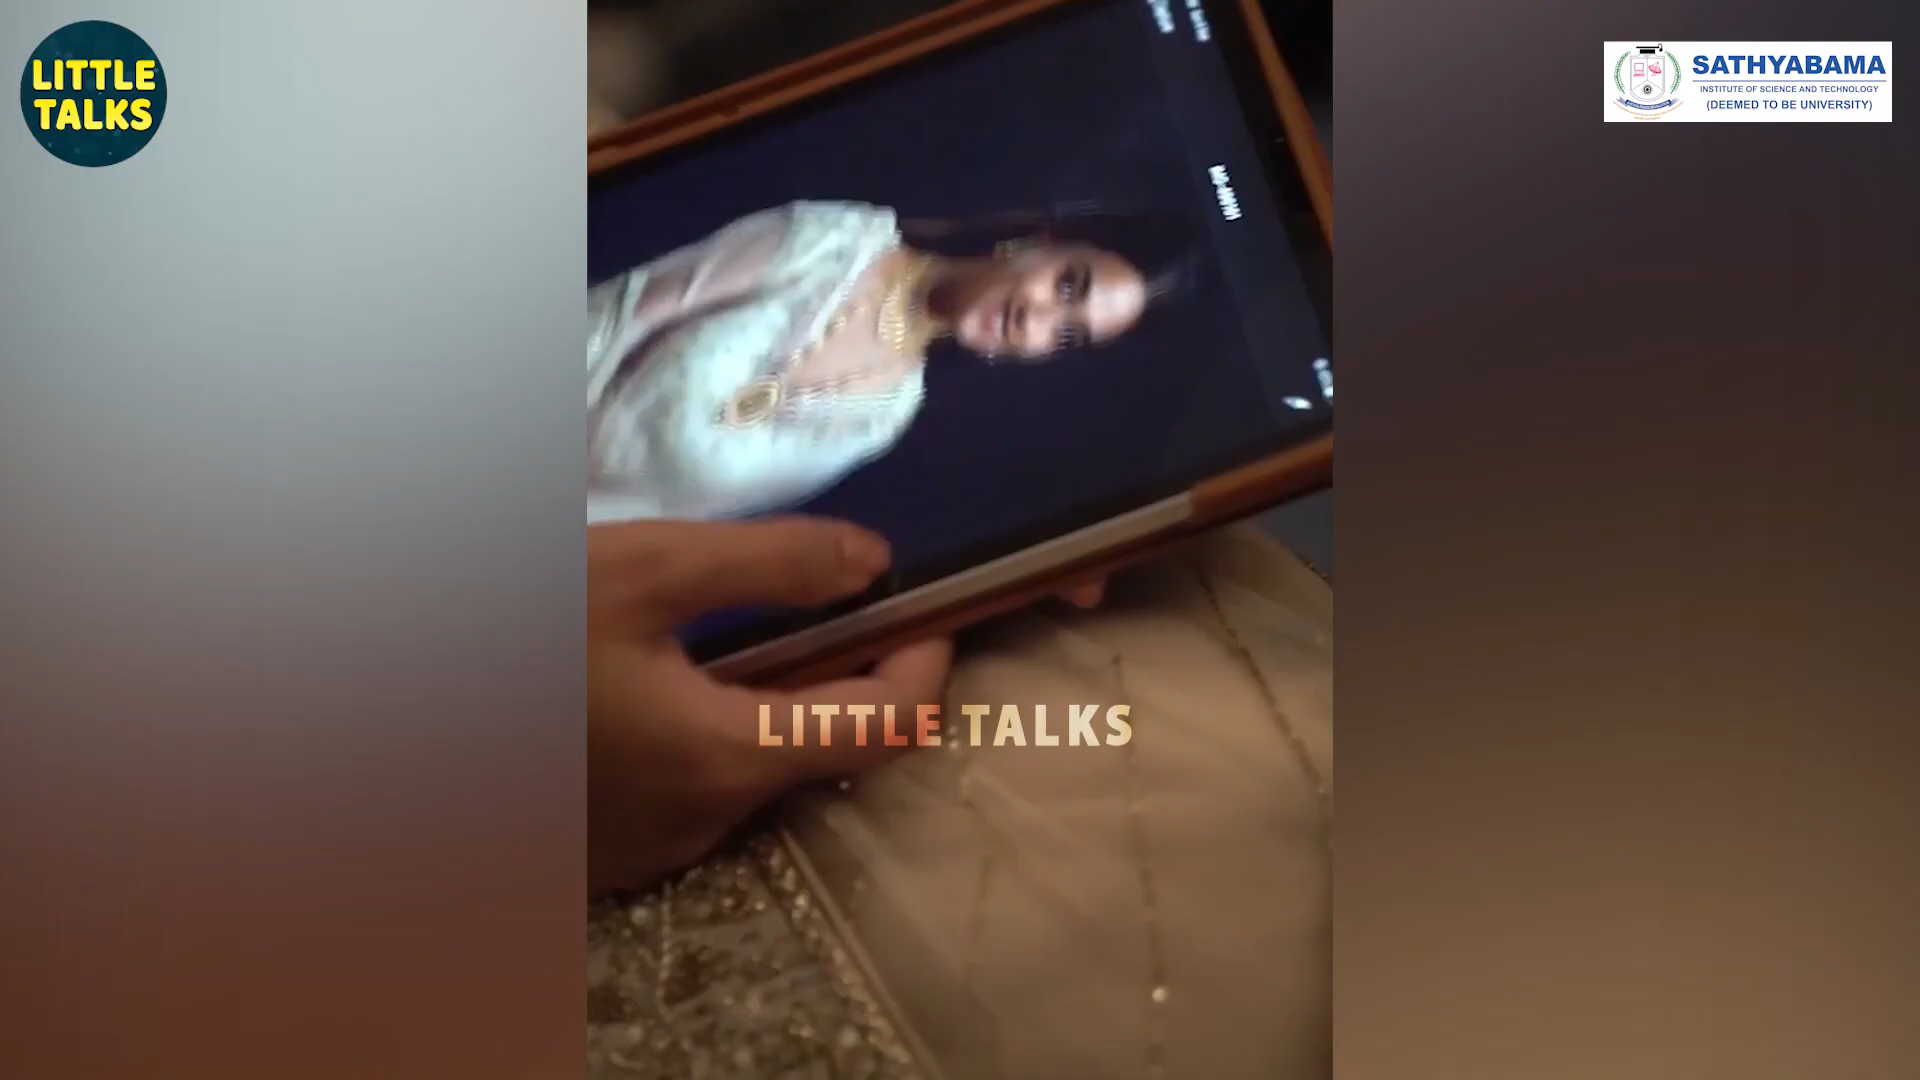 LITTLE
TALKS
SATHYABAMA
INSTITUTE OF SCIENCE AND TECHNOLOGY
(DEEMED TO BE UNIVERSITY)
LITTLE TALKS